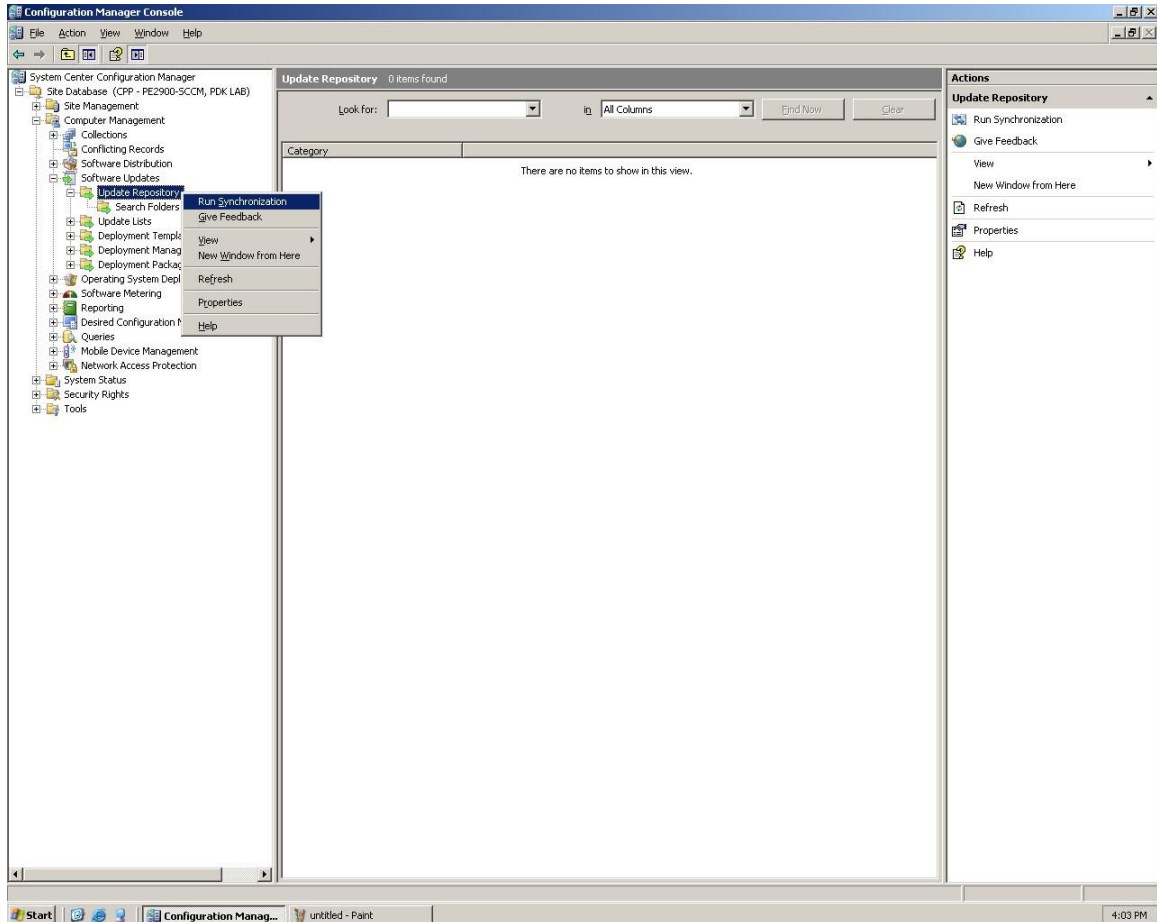 Configuration Manager Console
File Action View Window Help
System Center Configuration Manager
Site Database (CPP - PE2900-SCCM, PDK LAB)
Site Management
Computer Management
Collections
Conflicting Records
Software Distribution
Software Updates
Update Repository
Search Folders
Update Lists
Deployment Templa
Deployment Manag
Deployment Packag
Operating System Depl
Software Metering
Reporting
Desired Configuration M
Queries
Mobile Device Management
Network Access Protection
System Status
Security Rights
Tools
Run Synchronization
Give Feedback
View
New Window from Here
Refresh
Properties
Help
Update Repository 0 items found
Look for: in All Columns Find Now Clear
Category
There are no items to show in this view.
Actions
Update Repository
Run Synchronization
Give Feedback
View
New Window from Here
Refresh
Properties
Help
Start Configuration Manag... untitled - Paint 4:03 PM